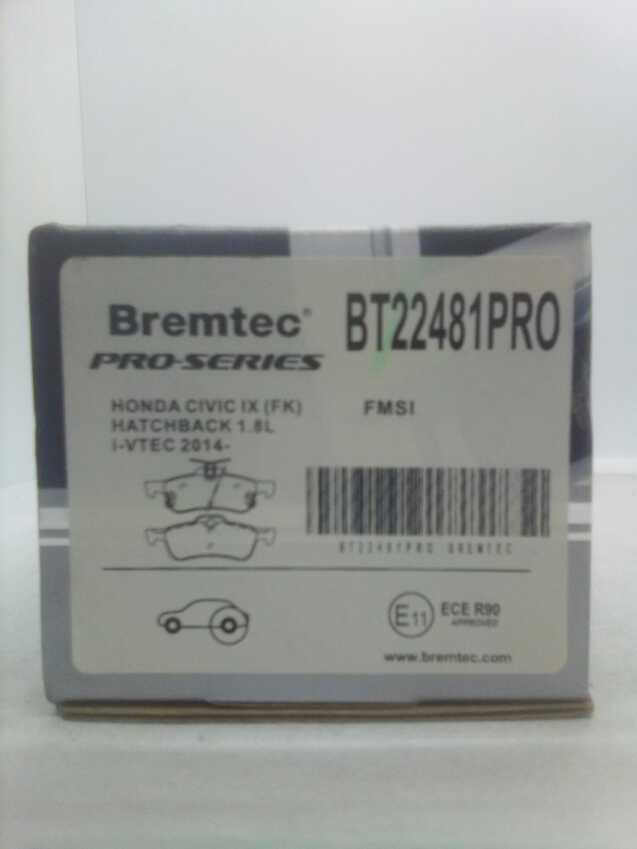 Bremtec®
BT22481PRO
PRO-SERIES
HONDA CIVIC IX (FK)
HATCHBACK 1.8L
i-VTEC 2014-
FMSI
BT22481PRO BREMTEC
E11
ECE R90
APPROVED
www.bremtec.com